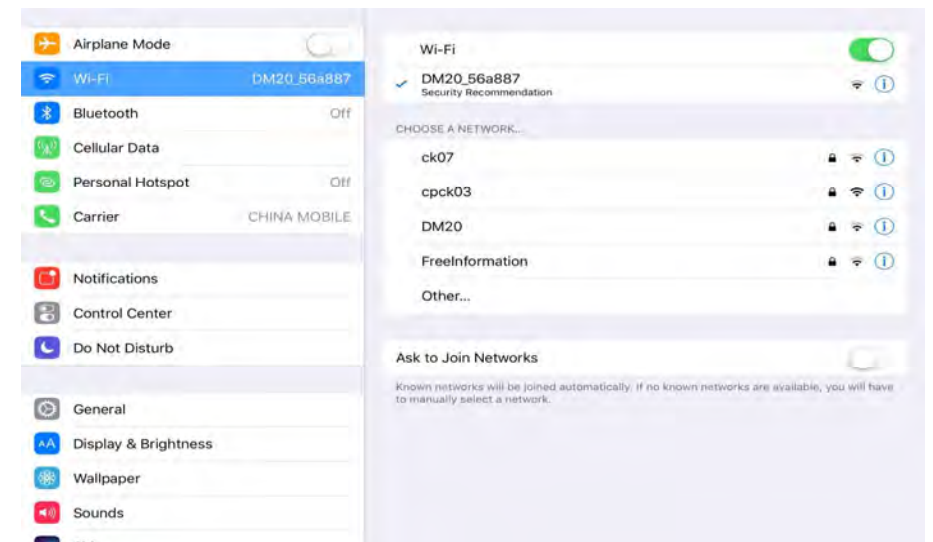 Airplane Mode
Wi-Fi DM20_56a887
Bluetooth Off
Cellular Data
Personal Hotspot Off
Carrier CHINA MOBILE
Notifications
Control Center
Do Not Disturb
General
AA Display & Brightness
Wallpaper
Sounds
Wi-Fi
DM20_56a887
Security Recommendation
CHOOSE A NETWORK...
ck07
cpck03
DM20
FreeInformation
Other...
Ask to Join Networks
Known networks will be joined automatically. If no known networks are available, you will have
to manually select a network.